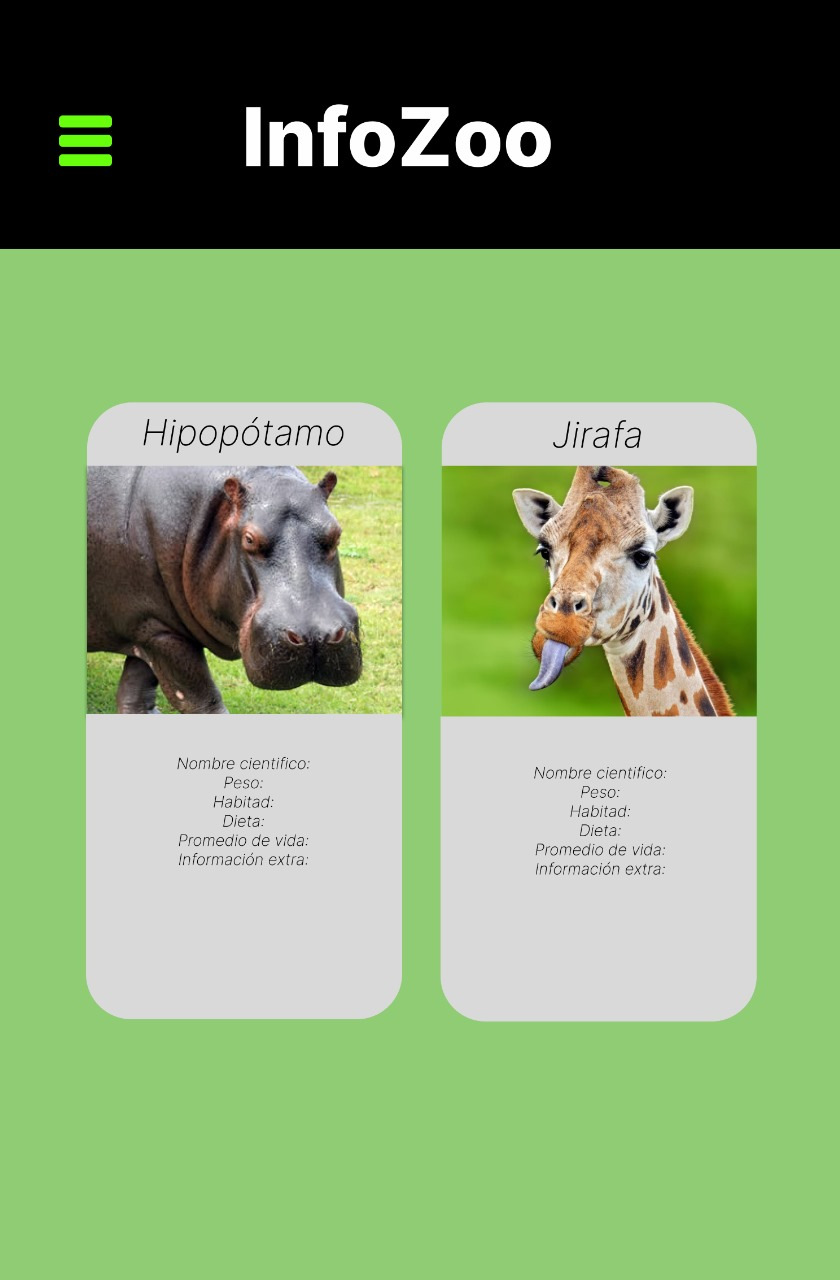 InfoZoo
Hipopótamo
Nombre cientifico:
Peso:
Habitad:
Dieta:
Promedio de vida:
Información extra:
Jirafa
Nombre cientifico:
Peso:
Habitad:
Dieta:
Promedio de vida:
Información extra: